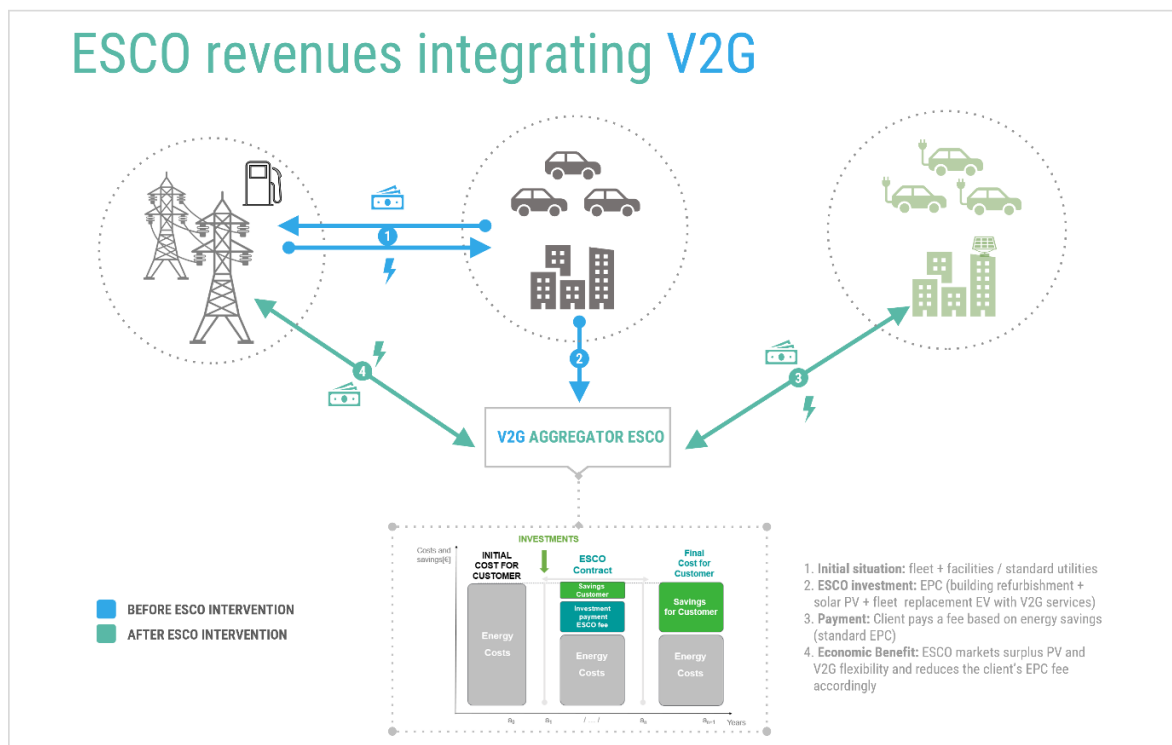 ESCO revenues integrating V2G
1
2
3
4
V2G AGGREGATOR ESCO
INVESTMENTS
Costs and
savings[€]
INITIAL
COST FOR
CUSTOMER
ESCO
Contract
Final
Cost for
Customer
Savings
Customer
Investment
payment
ESCO fee
Savings
for Customer
Energy
Costs
Energy
Costs
Energy
Costs
a₁
/ .... /
Years
BEFORE ESCO INTERVENTION
AFTER ESCO INTERVENTION
1. Initial situation: fleet + facilities / standard utilities
2. ESCO investment: EPC (building refurbishment +
solar PV + fleet replacement EV with V2G services)
3. Payment: Client pays a fee based on energy savings
(standard EPC)
4. Economic Benefit: ESCO markets surplus PV and
V2G flexibility and reduces the client's EPC fee
accordingly